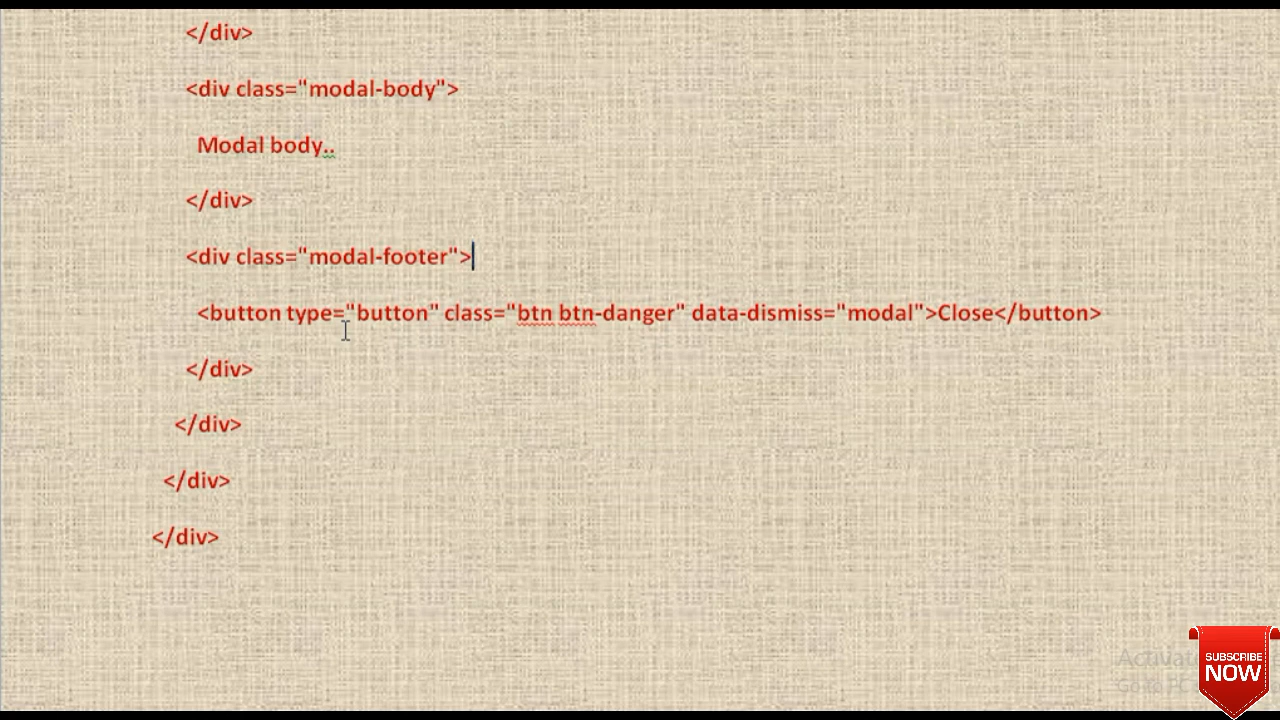 </div>
<div class="modal-body">
Modal body..
</div>
<div class="modal-footer">
<button type="button" class="btn btn-danger" data-dismiss="modal">Close</button>
</div>
</div>
</div>
</div>
SUBSCRIBE
NOW